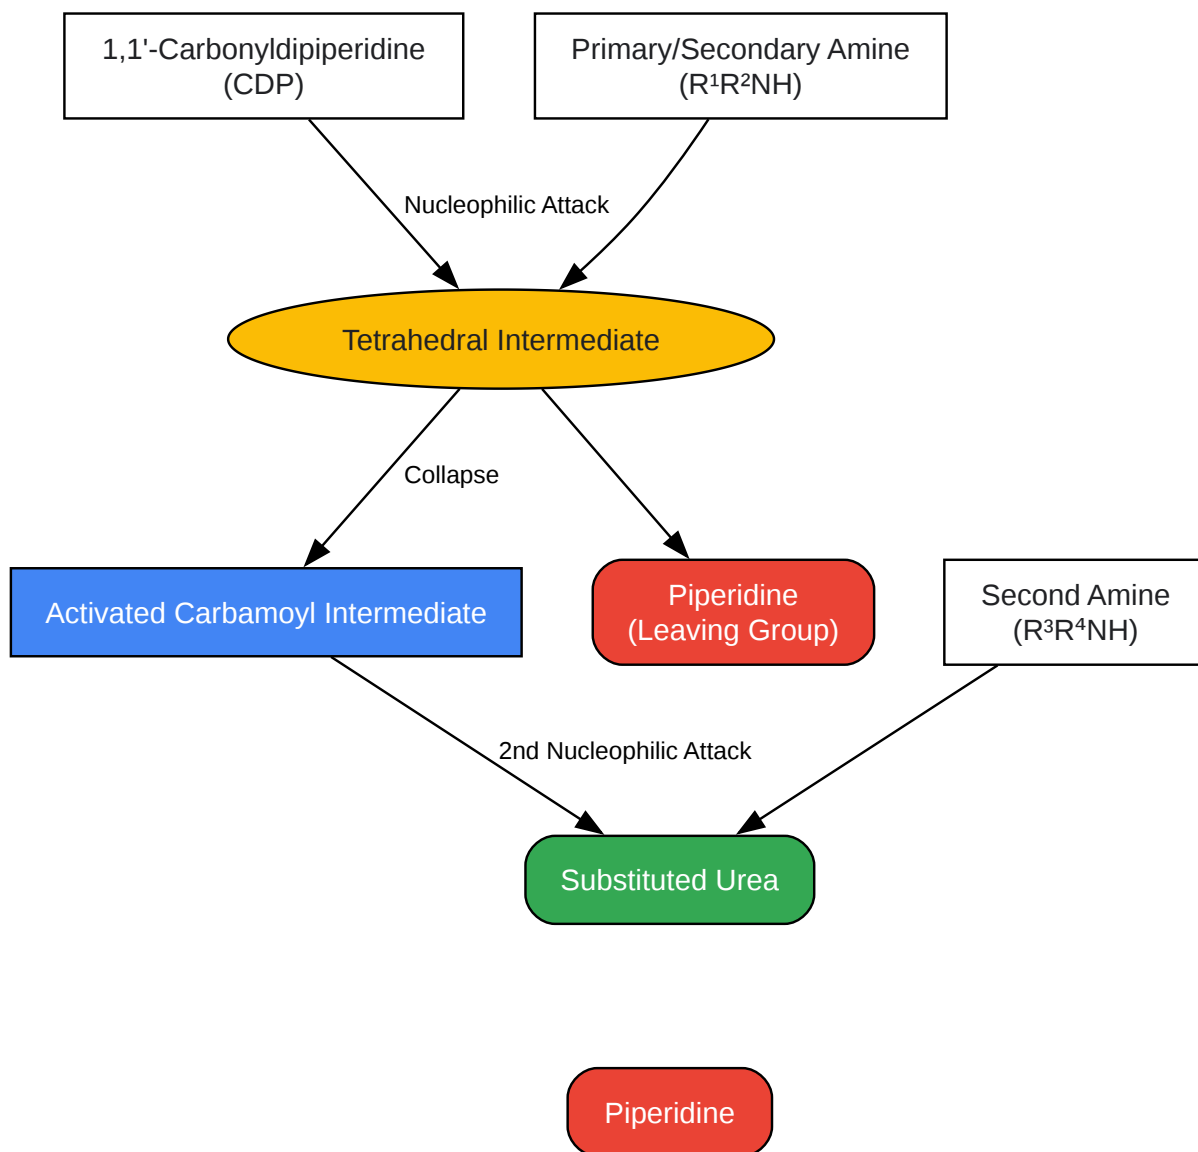 1,1'-Carbonyldipiperidine
(CDP)
Primary/Secondary Amine
(R¹R²NH)
Nucleophilic Attack
Tetrahedral Intermediate
Collapse
Activated Carbamoyl Intermediate
Piperidine
(Leaving Group)
Second Amine
(R³R⁴NH)
2nd Nucleophilic Attack
Substituted Urea
Piperidine